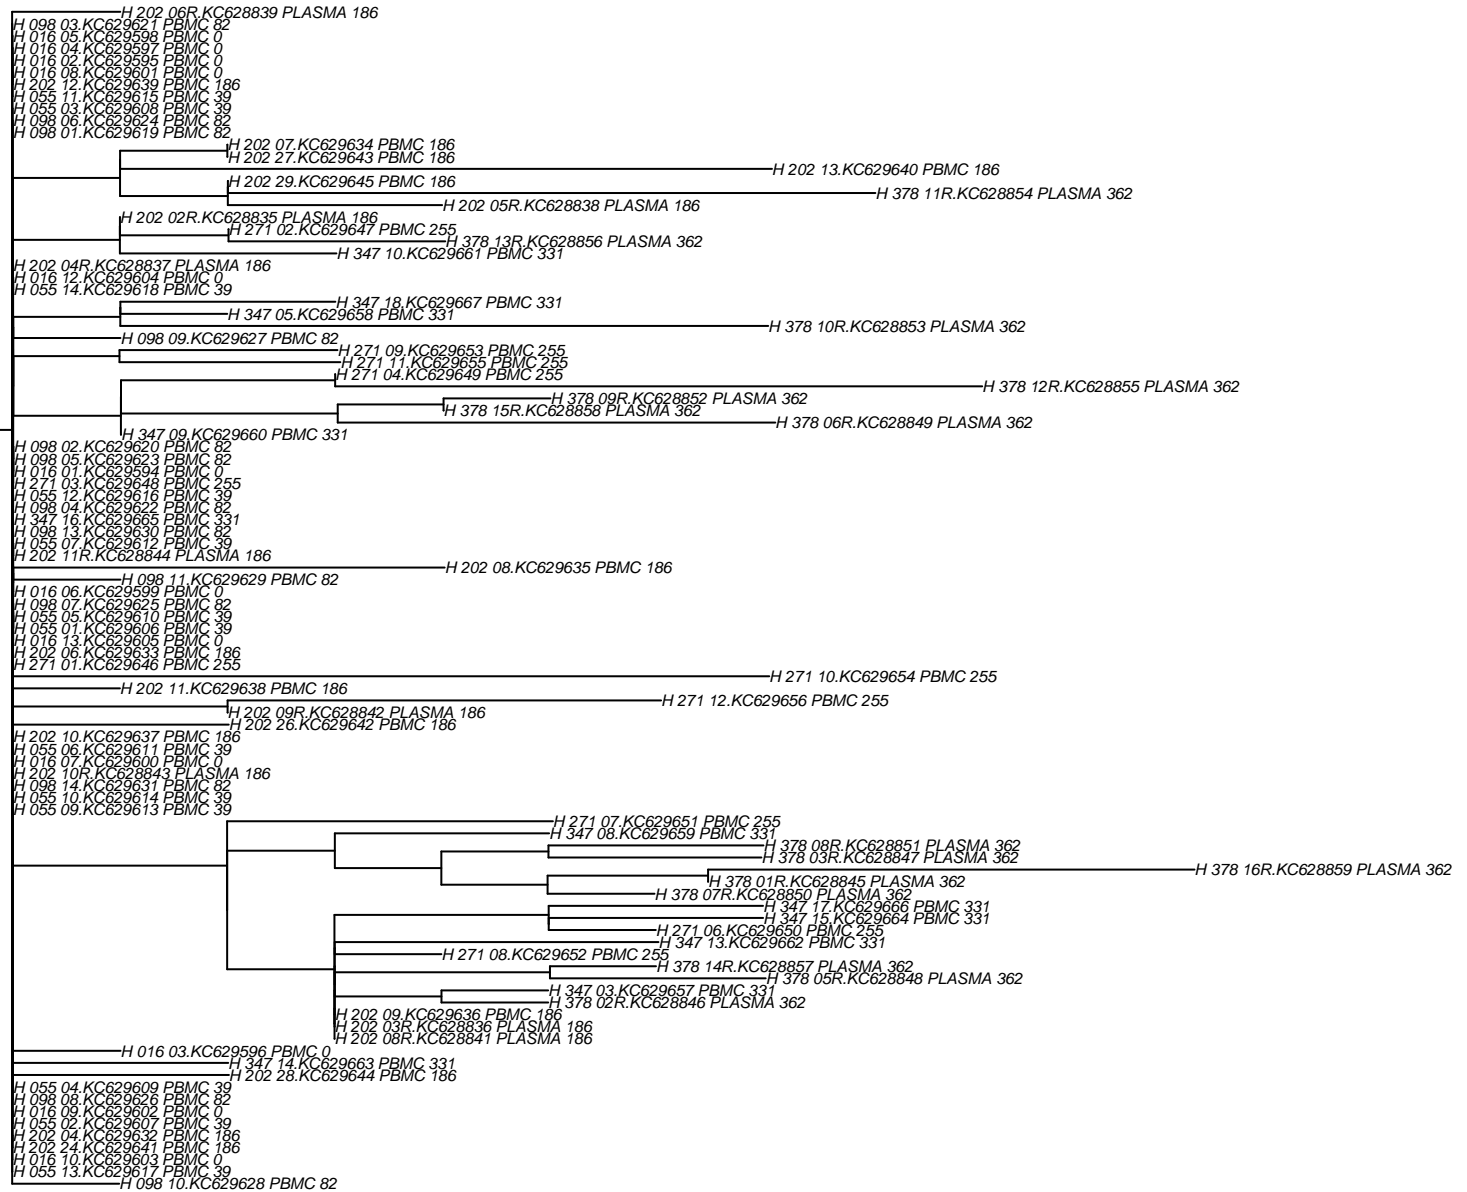 H 202 06R.KC628839 PLASMA 186
H 098 03.KC629621 PBMC 82
H 016 05.KC629598 PBMC 0
H 016 04.KC629597 PBMC 0
H 016 02.KC629595 PBMC 0
H 016 08.KC629601 PBMC 0
H 202 12.KC629639 PBMC 186
H 055 11.KC629615 PBMC 39
H 055 03.KC629608 PBMC 39
H 098 06.KC629624 PBMC 82
H 098 01.KC629619 PBMC 82
H 202 07.KC629634 PBMC 186
H 202 27.KC629643 PBMC 186
H 202 13.KC629640 PBMC 186
H 202 29.KC629645 PBMC 186
H 378 11R.KC628854 PLASMA 362
H 202 05R.KC628838 PLASMA 186
H 202 02R.KC628835 PLASMA 186
H 271 02.KC629647 PBMC 255
H 378 13R.KC628856 PLASMA 362
H 347 10.KC629661 PBMC 331
H 202 04R.KC628837 PLASMA 186
H 016 12.KC629604 PBMC 0
H 055 14.KC629618 PBMC 39
H 347 18.KC629667 PBMC 331
H 347 05.KC629658 PBMC 331
H 378 10R.KC628853 PLASMA 362
H 098 09.KC629627 PBMC 82
H 271 09.KC629653 PBMC 255
H 271 11.KC629655 PBMC 255
H 271 04.KC629649 PBMC 255
H 378 12R.KC628855 PLASMA 362
H 378 09R.KC628852 PLASMA 362
H 378 15R.KC628858 PLASMA 362
H 378 06R.KC628849 PLASMA 362
H 347 09.KC629660 PBMC 331
H 098 02.KC629620 PBMC 82
H 098 05.KC629623 PBMC 82
H 016 01.KC629594 PBMC 0
H 271 03.KC629648 PBMC 255
H 055 12.KC629616 PBMC 39
H 098 04.KC629622 PBMC 82
H 347 16.KC629665 PBMC 331
H 098 13.KC629630 PBMC 82
H 055 07.KC629612 PBMC 39
H 202 11R.KC628844 PLASMA 186
H 202 08.KC629635 PBMC 186
H 098 11.KC629629 PBMC 82
H 016 06.KC629599 PBMC 0
H 098 07.KC629625 PBMC 82
H 055 05.KC629610 PBMC 39
H 055 01.KC629606 PBMC 39
H 016 13.KC629605 PBMC 0
H 202 06.KC629633 PBMC 186
H 271 01.KC629646 PBMC 255
H 271 10.KC629654 PBMC 255
H 202 11.KC629638 PBMC 186
H 271 12.KC629656 PBMC 255
H 202 09R.KC628842 PLASMA 186
H 202 26.KC629642 PBMC 186
H 202 10.KC629637 PBMC 186
H 055 06.KC629611 PBMC 39
H 016 07.KC629600 PBMC 0
H 202 10R.KC628843 PLASMA 186
H 098 14.KC629631 PBMC 82
H 055 10.KC629614 PBMC 39
H 055 09.KC629613 PBMC 39
H 271 07.KC629651 PBMC 255
H 347 08.KC629659 PBMC 331
H 378 08R.KC628851 PLASMA 362
H 378 03R.KC628847 PLASMA 362
H 378 16R.KC628859 PLASMA 362
H 378 01R.KC628845 PLASMA 362
H 378 07R.KC628850 PLASMA 362
H 347 17.KC629666 PBMC 331
H 347 15.KC629664 PBMC 331
H 271 06.KC629650 PBMC 255
H 347 13.KC629662 PBMC 331
H 271 08.KC629652 PBMC 255
H 378 14R.KC628857 PLASMA 362
H 378 05R.KC628848 PLASMA 362
H 347 03.KC629657 PBMC 331
H 378 02R.KC628846 PLASMA 362
H 202 09.KC629636 PBMC 186
H 202 03R.KC628836 PLASMA 186
H 202 08R.KC628841 PLASMA 186
H 016 03.KC629596 PBMC 0
H 347 14.KC629663 PBMC 331
H 202 28.KC629644 PBMC 186
H 055 04.KC629609 PBMC 39
H 098 08.KC629626 PBMC 82
H 016 09.KC629602 PBMC 0
H 055 02.KC629607 PBMC 39
H 202 04.KC629632 PBMC 186
H 202 24.KC629641 PBMC 186
H 016 10.KC629603 PBMC 0
H 055 13.KC629617 PBMC 39
H 098 10.KC629628 PBMC 82